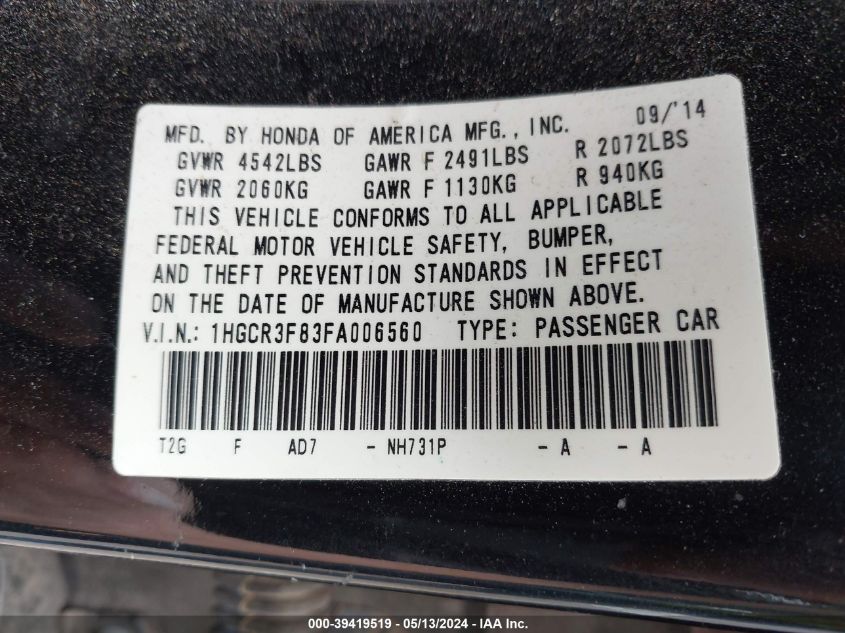 MFD. BY HONDA OF AMERICA MFG., INC. 09/'14
GVWR 4542LBS GAWR F 2491LBS R 2072LBS
GVWR 2060KG GAWR F 1130KG R 940KG
THIS VEHICLE CONFORMS TO ALL APPLICABLE
FEDERAL MOTOR VEHICLE SAFETY, BUMPER,
AND THEFT PREVENTION STANDARDS IN EFFECT
ON THE DATE OF MANUFACTURE SHOWN ABOVE.
V.I.N.: 1HGCR3F83FA006560 TYPE: PASSENGER CAR
T2G F AD7 - NH731P - A - A
000-39419519 - 05/13/2024 - IAA Inc.